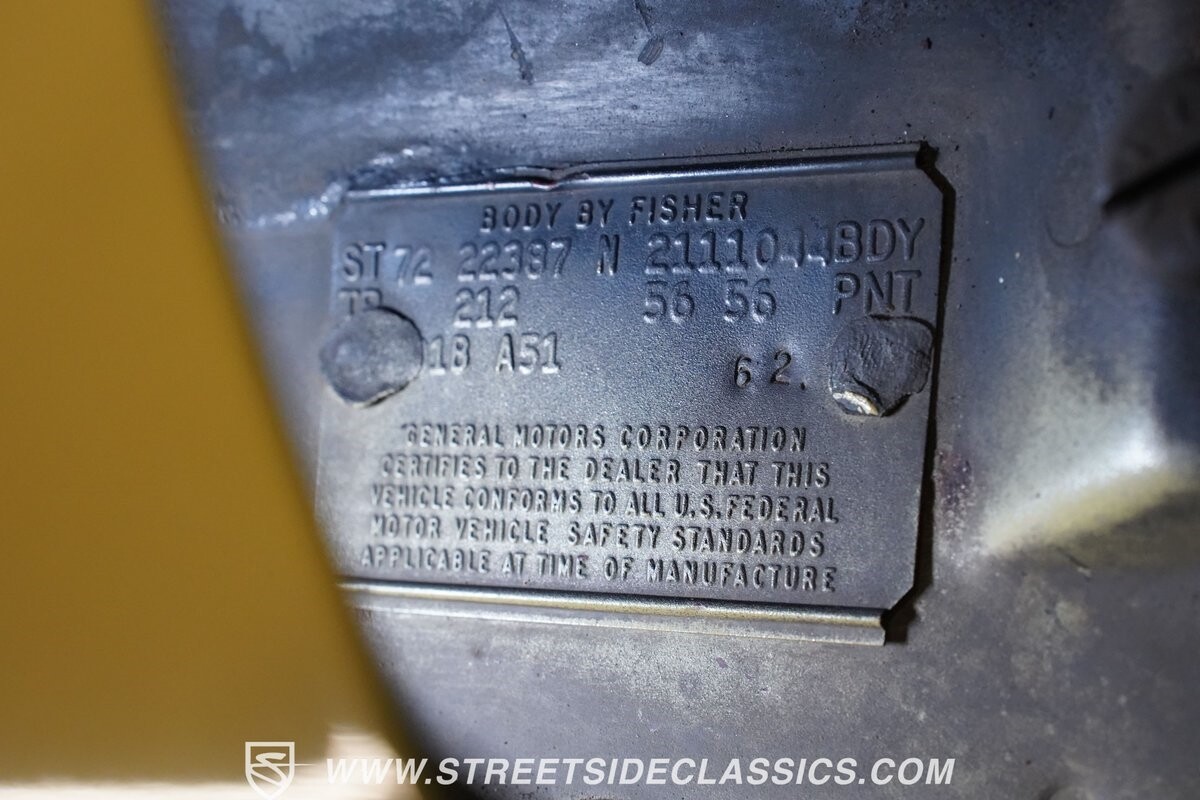 BODY BY FISHER
ST 72 22387 N 2111044 BDY
TR 212 56 56 PNT
18 A51 62.
GENERAL MOTORS CORPORATION
CERTIFIES TO THE DEALER THAT THIS
VEHICLE CONFORMS TO ALL U.S. FEDERAL
MOTOR VEHICLE SAFETY STANDARDS
APPLICABLE AT TIME OF MANUFACTURE
WWW.STREETSIDECLASSICS.COM